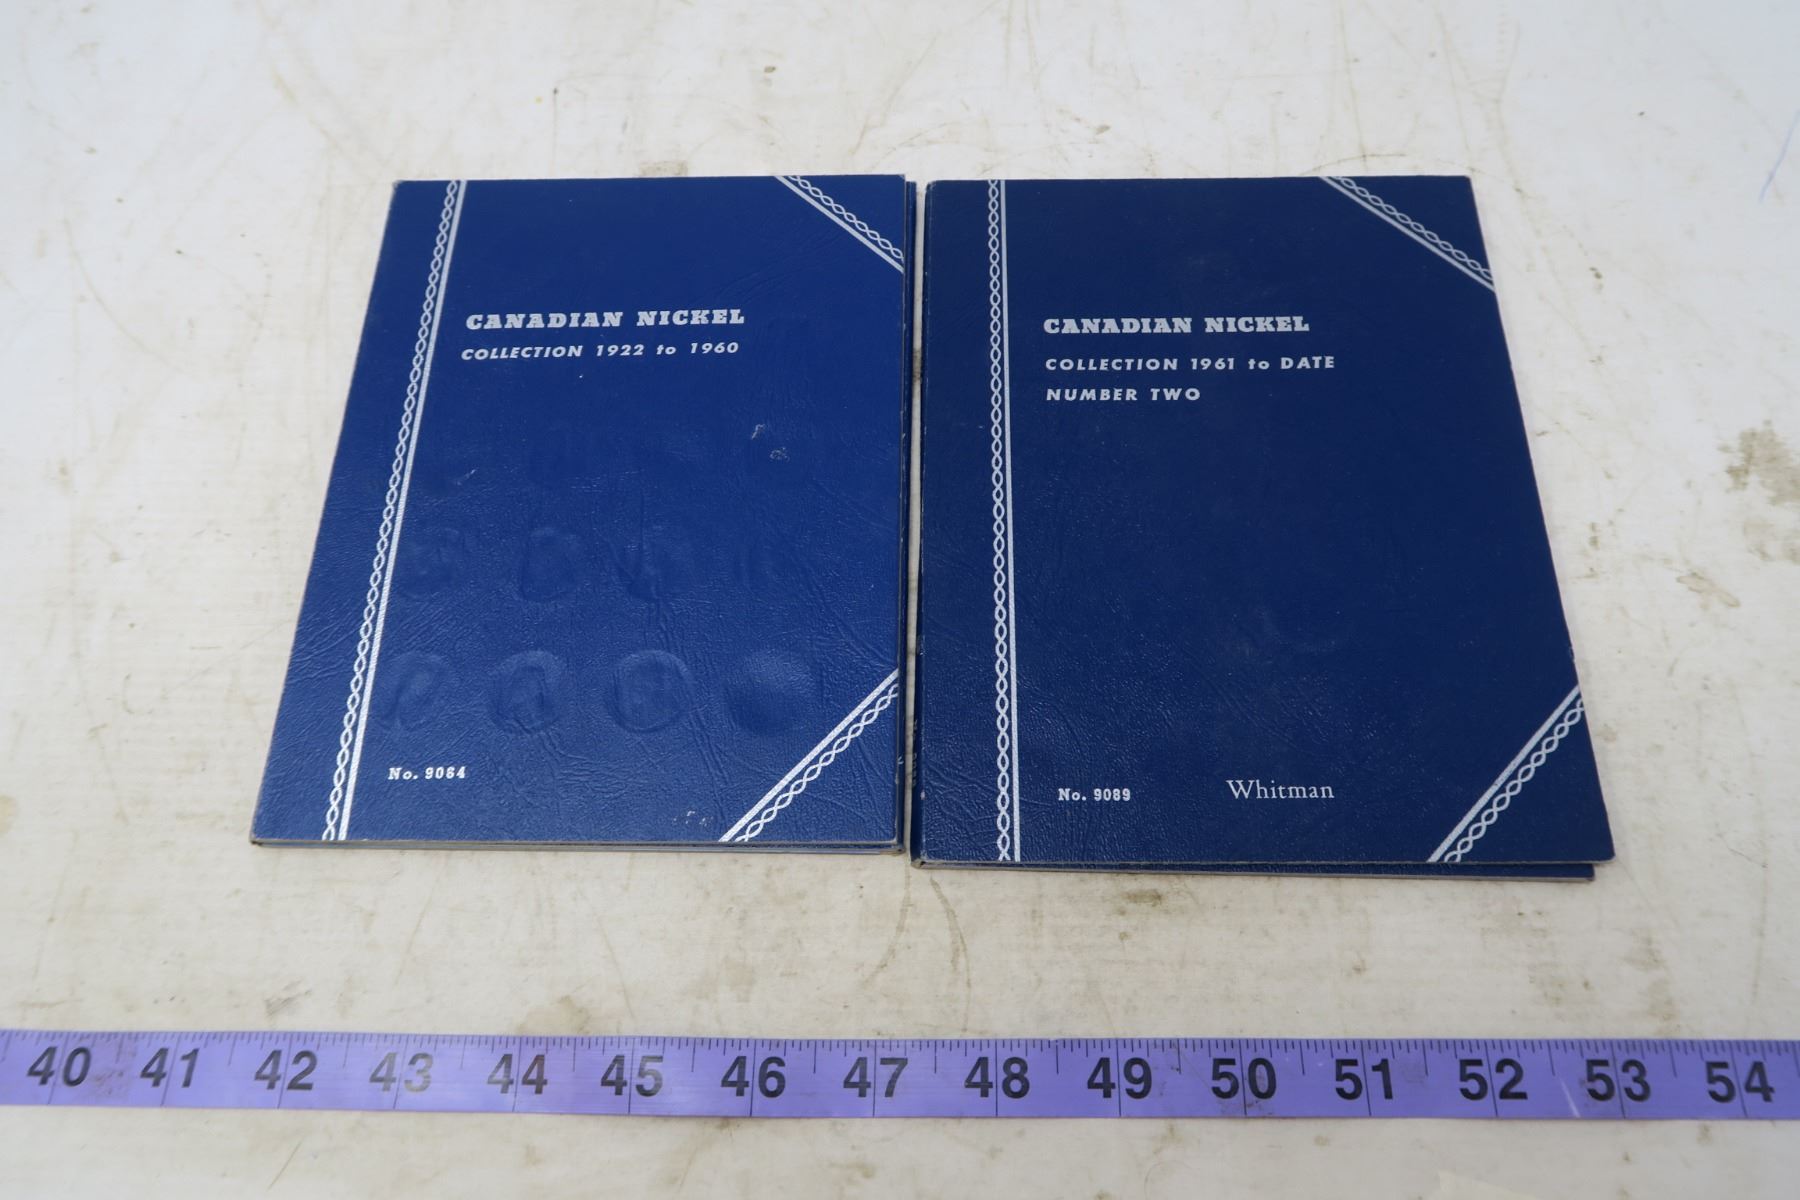 CANADIAN NICKEL
COLLECTION 1922 to 1960
No. 9084
CANADIAN NICKEL
COLLECTION 1961 to DATE
NUMBER TWO
No. 9089
Whitman
40 41 42 43 44 45 46 47 48 49 50 51 52 53 54